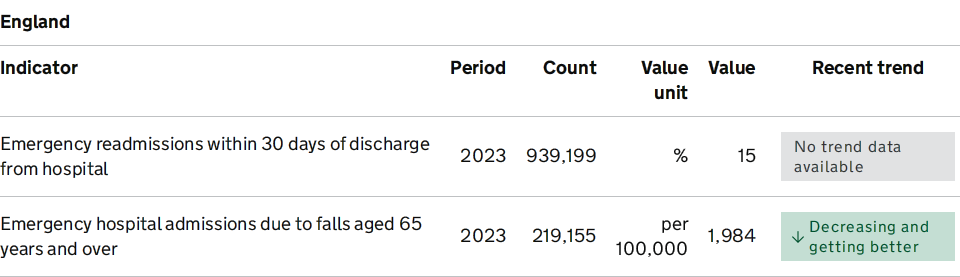 England
Indicator Period Count Value unit Value Recent trend
Emergency readmissions within 30 days of discharge from hospital 2023 939,199 % 15 No trend data available
Emergency hospital admissions due to falls aged 65 years and over 2023 219,155 per 100,000 1,984 ↓ Decreasing and getting better